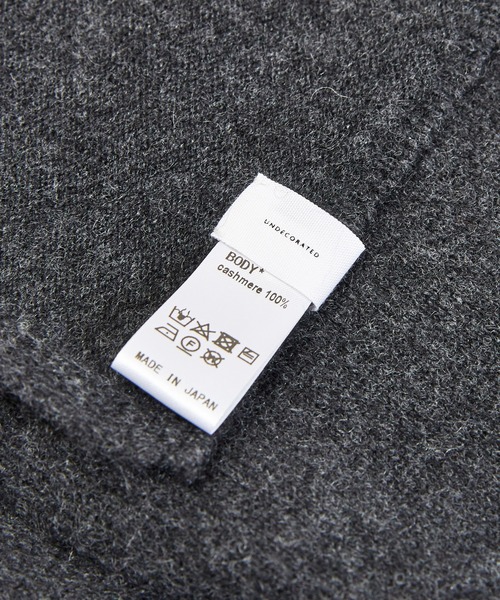 UNDECORATED
BODY*
cashmere 100%
F
MADE IN JAPAN